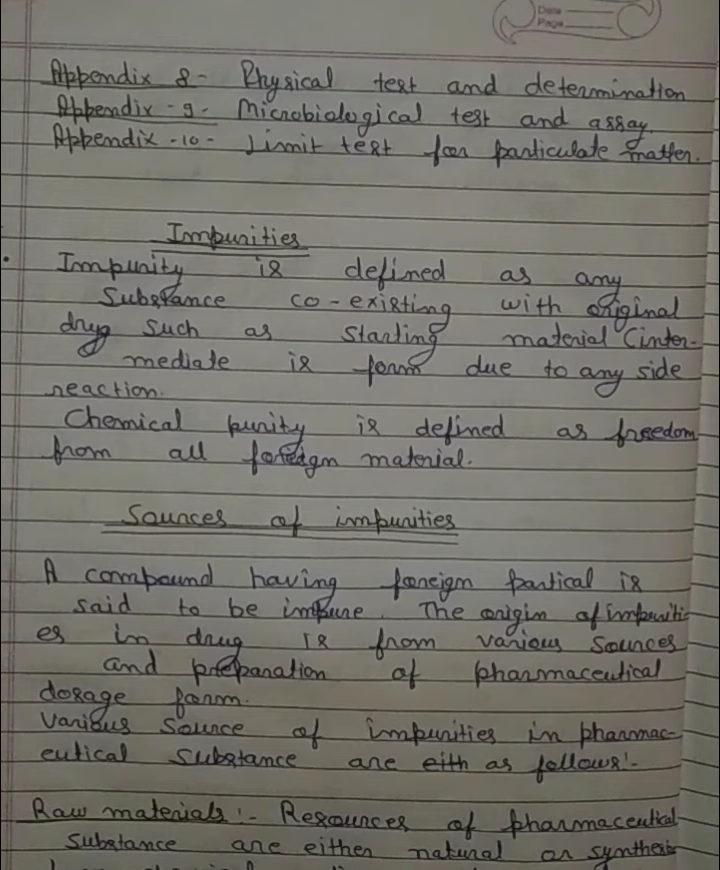 Date
Page
Appendix 8- Physical test and determination
Appendix -9- Microbiological test and assay.
Appendix -10- Limit test for particulate matter.
Impurities
Impurity is defined as any
Substance co-existing with original
drug such as starting material (inter-
mediate is form due to any side
reaction.
Chemical purity is defined as freedom
from all foreign material.
Sources of impurities
A compound having foreign partical is
said to be impure. The origin of impuriti
es in drug is from various sources
and preparation of pharmaceutical
dosage form.
Various Source of impurities in pharmac-
eutical substance are eith as follows:-
Raw materials:- Resources of pharmaceutical
Substance are either natural or synthesis